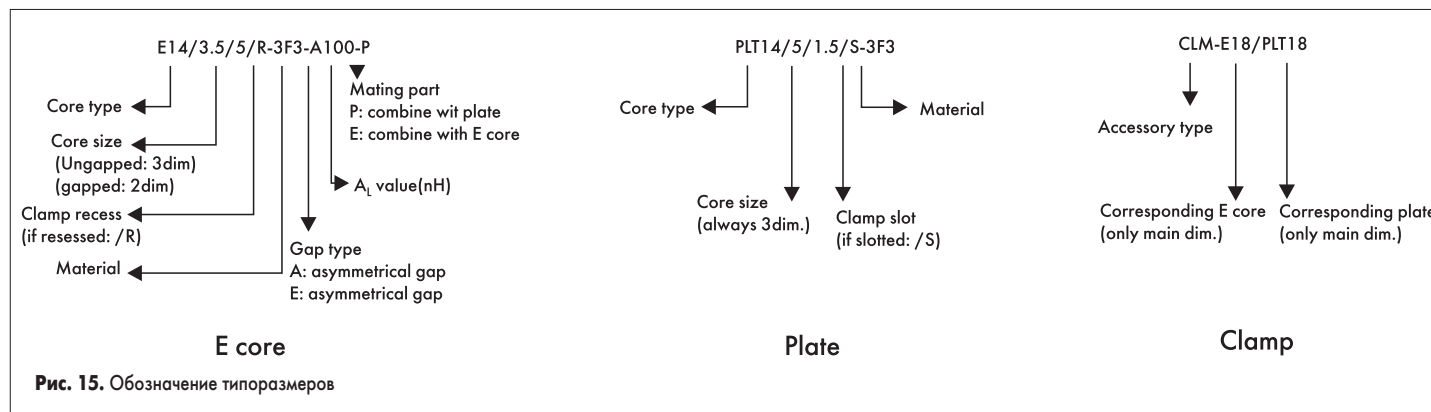 E14/3.5/5/R-3F3-A100-P
Core type
Core size
(Ungapped: 3dim)
(gapped: 2dim)
Clamp recess
(if resessed: /R)
Material
Mating part
P: combine wit plate
E: combine with E core
A_L value(nH)
Gap type
A: asymmetrical gap
E: asymmetrical gap
E core
PLT14/5/1.5/S-3F3
Core type
Material
Core size
(always 3dim.)
Clamp slot
(if slotted: /S)
Plate
CLM-E18/PLT18
Accessory type
Corresponding E core
(only main dim.)
Corresponding plate
(only main dim.)
Clamp
Рис. 15. Обозначение типоразмеров